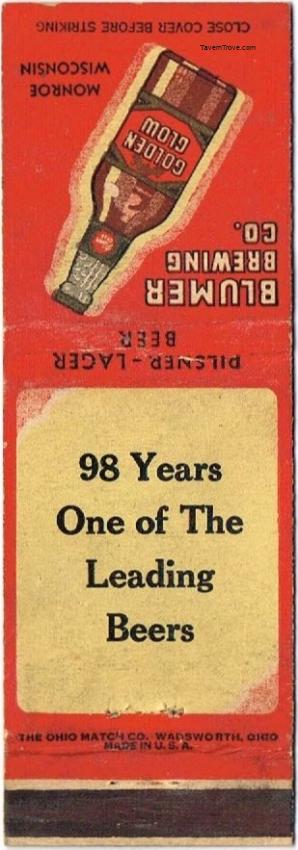 CLOSE COVER BEFORE STRIKING
TavernTrove.com
MONROE
WISCONSIN
GOLDEN
GLOW
BLUMER
BREWING
CO.
PILSNER - LAGER
BEER
98 Years
One of The
Leading
Beers
THE OHIO MATCH CO. WADSWORTH, OHIO
MADE IN U.S.A.